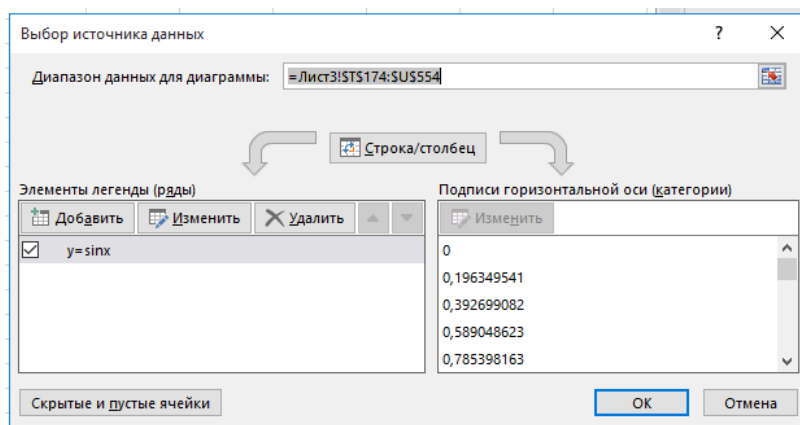 Выбор источника данных
?
Диапазон данных для диаграммы: =Лист3!$T$174:$U$554
Строка/столбец
Элементы легенды (ряды)
Подписи горизонтальной оси (категории)
Добавить Изменить Удалить
Изменить
y=sinx
0
0,196349541
0,392699082
0,589048623
0,785398163
Скрытые и пустые ячейки
ОК
Отмена